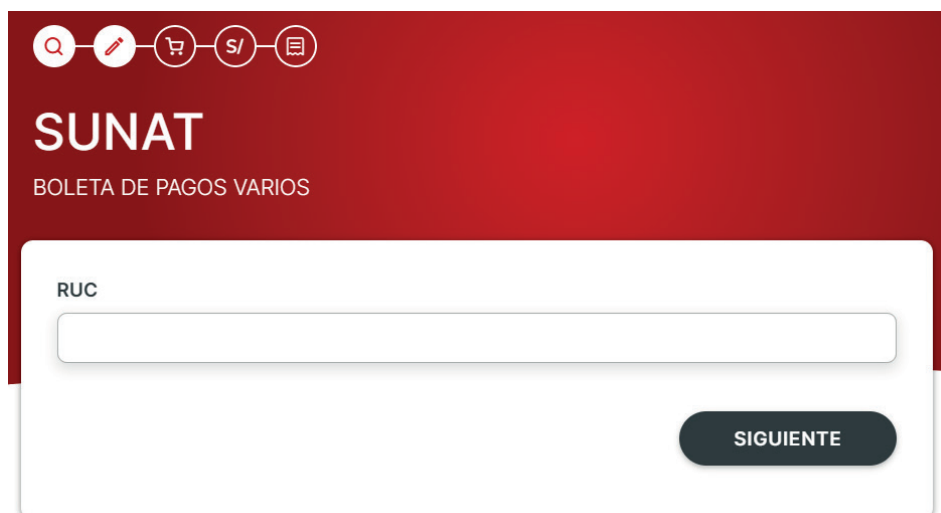 S/
SUNAT
BOLETA DE PAGOS VARIOS
RUC
SIGUIENTE